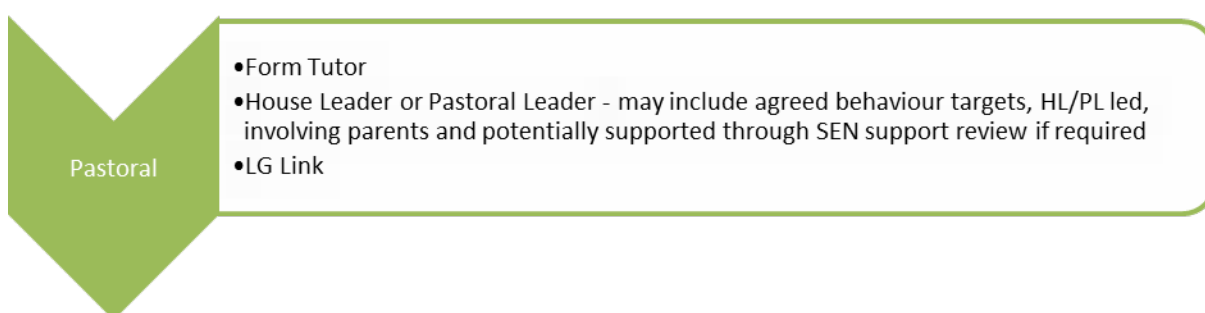 Pastoral
•Form Tutor
•House Leader or Pastoral Leader - may include agreed behaviour targets, HL/PL led,
involving parents and potentially supported through SEN support review if required
•LG Link